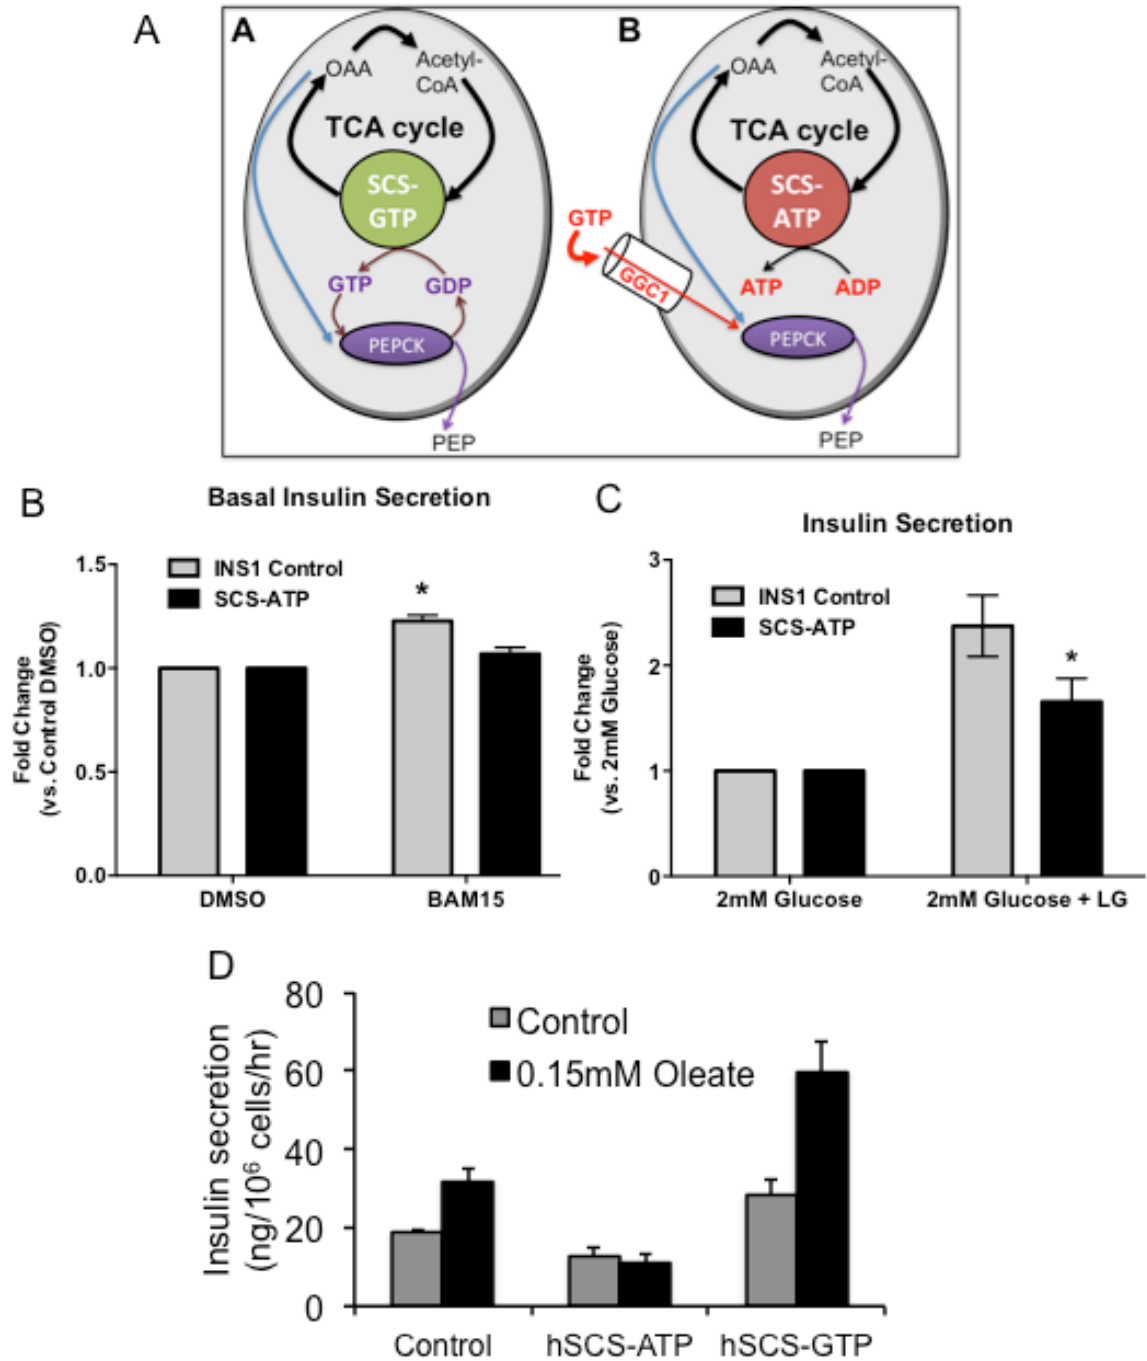 A
A
B
OAA
Acetyl-
CoA
TCA cycle
SCS-
GTP
GTP
GDP
PEPCK
PEP
OAA
Acetyl-
CoA
TCA cycle
SCS-
ATP
GTP
GGC1
ATP
ADP
PEPCK
PEP
B
Basal Insulin Secretion
Fold Change
(vs. Control DMSO)
1.5
1.0
0.5
0.0
INS1 Control
SCS-ATP
*
DMSO
BAM15
C
Insulin Secretion
Fold Change
(vs. 2mM Glucose)
3
2
1
0
INS1 Control
SCS-ATP
*
2mM Glucose
2mM Glucose + LG
D
Insulin secretion
(ng/10⁶ cells/hr)
80
60
40
20
0
Control
0.15mM Oleate
Control
hSCS-ATP
hSCS-GTP